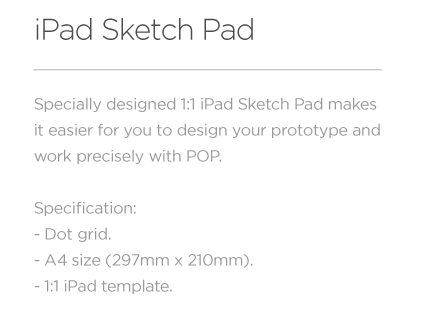 iPad Sketch Pad
Specially designed 1:1 iPad Sketch Pad makes
it easier for you to design your prototype and
work precisely with POP.
Specification:
- Dot grid.
- A4 size (297mm x 210mm).
- 1:1 iPad template.